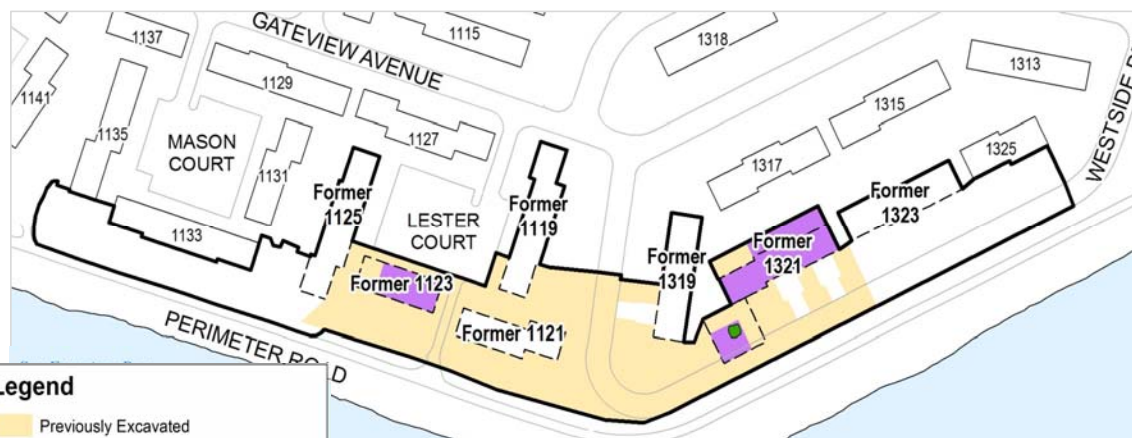 1137
1115
1318
1313
GATEVIEW AVENUE
1141
1129
1315
1135
1127
MASON
COURT
1131
1317
1325
WESTSIDE
Former
1125
Former
1119
Former
1323
LESTER
COURT
1133
Former
1319
Former
1321
Former 1123
Former 1121
PERIMETER ROAD
Legend
Previously Excavated